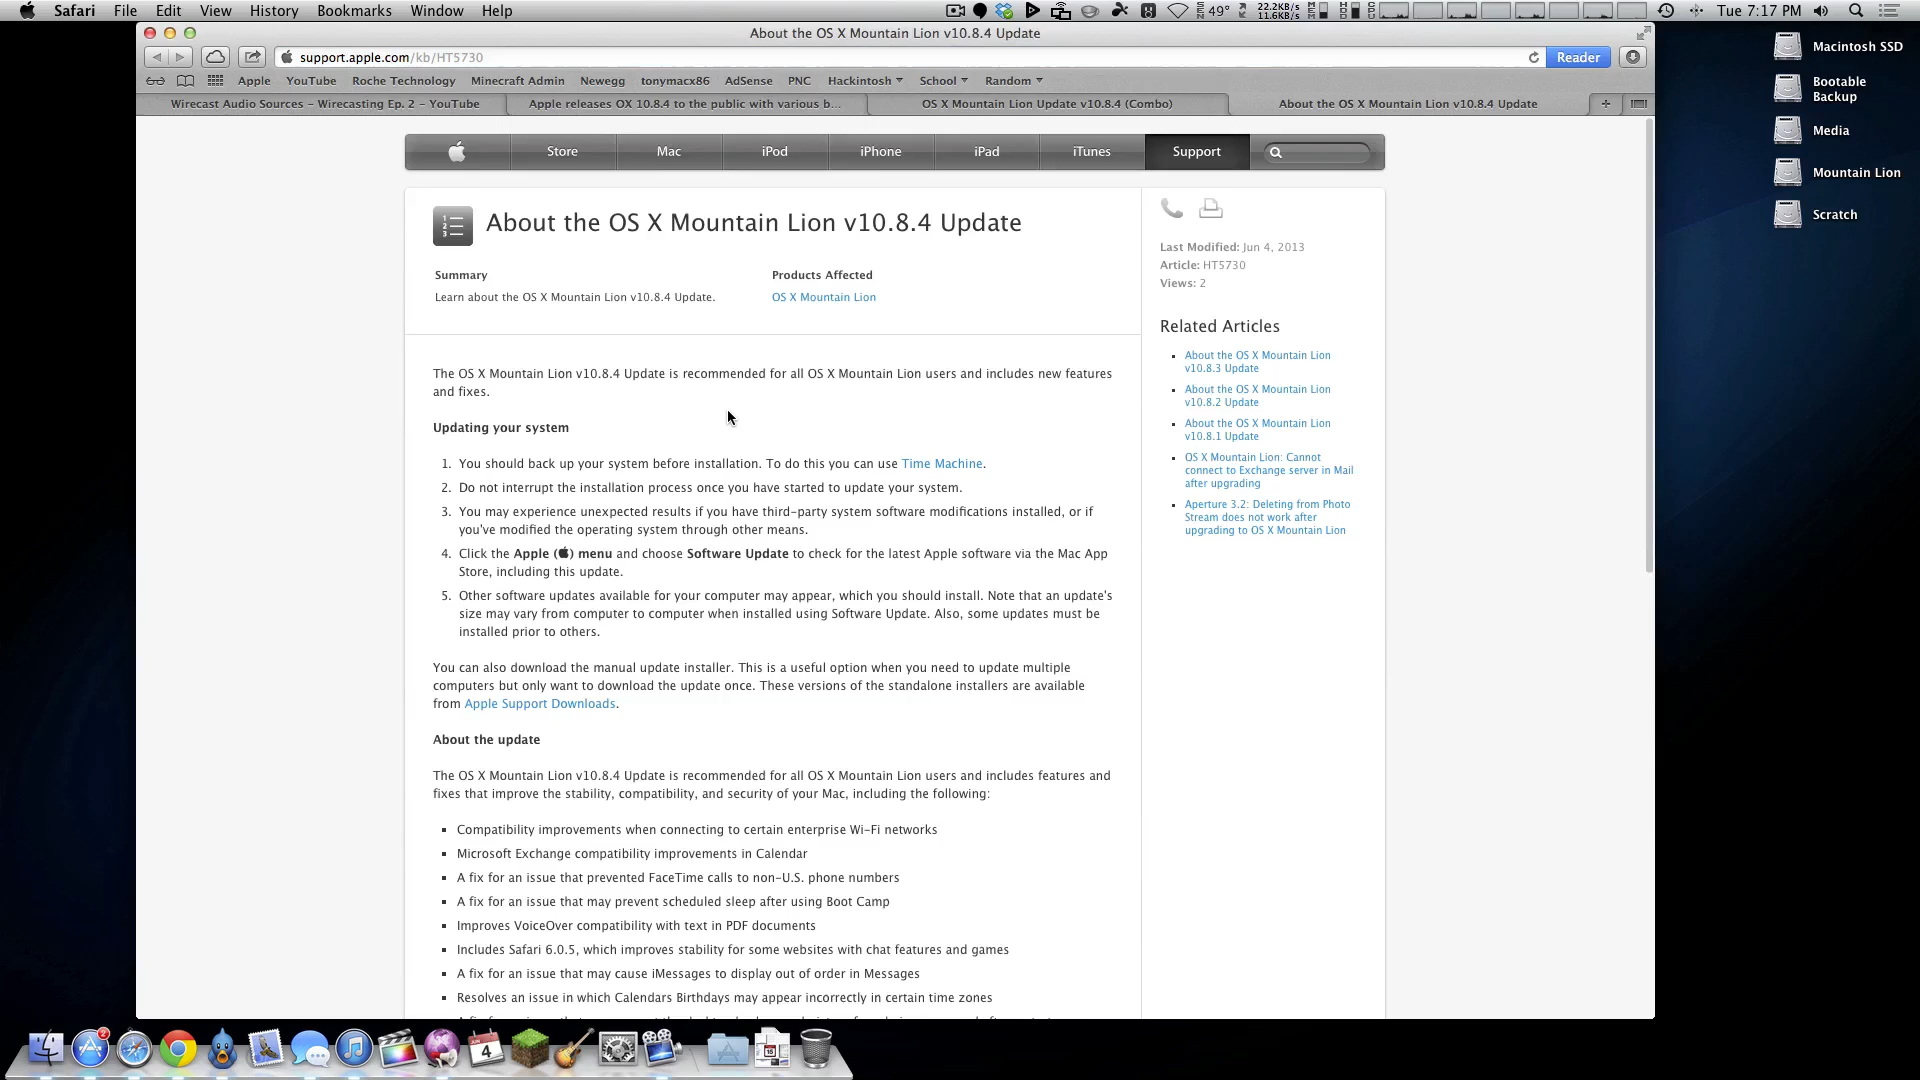 Safari File Edit View History Bookmarks Window Help
49° 22.2KB/s 11.6KB/s Tue 7:17 PM
About the OS X Mountain Lion v10.8.4 Update
support.apple.com/kb/HT5730
Reader
Apple YouTube Roche Technology Minecraft Admin Newegg tonymacx86 AdSense PNC Hackintosh School Random
Wirecast Audio Sources – Wirecasting Ep. 2 – YouTube
Apple releases OX 10.8.4 to the public with various b...
OS X Mountain Lion Update v10.8.4 (Combo)
About the OS X Mountain Lion v10.8.4 Update
Store Mac iPod iPhone iPad iTunes Support
About the OS X Mountain Lion v10.8.4 Update
Summary
Learn about the OS X Mountain Lion v10.8.4 Update.
Products Affected
OS X Mountain Lion
The OS X Mountain Lion v10.8.4 Update is recommended for all OS X Mountain Lion users and includes new features
and fixes.
Updating your system
1. You should back up your system before installation. To do this you can use Time Machine.
2. Do not interrupt the installation process once you have started to update your system.
3. You may experience unexpected results if you have third-party system software modifications installed, or if
you've modified the operating system through other means.
4. Click the Apple () menu and choose Software Update to check for the latest Apple software via the Mac App
Store, including this update.
5. Other software updates available for your computer may appear, which you should install. Note that an update's
size may vary from computer to computer when installed using Software Update. Also, some updates must be
installed prior to others.
You can also download the manual update installer. This is a useful option when you need to update multiple
computers but only want to download the update once. These versions of the standalone installers are available
from Apple Support Downloads.
About the update
The OS X Mountain Lion v10.8.4 Update is recommended for all OS X Mountain Lion users and includes features and
fixes that improve the stability, compatibility, and security of your Mac, including the following:
Compatibility improvements when connecting to certain enterprise Wi-Fi networks
Microsoft Exchange compatibility improvements in Calendar
A fix for an issue that prevented FaceTime calls to non-U.S. phone numbers
A fix for an issue that may prevent scheduled sleep after using Boot Camp
Improves VoiceOver compatibility with text in PDF documents
Includes Safari 6.0.5, which improves stability for some websites with chat features and games
A fix for an issue that may cause iMessages to display out of order in Messages
Resolves an issue in which Calendars Birthdays may appear incorrectly in certain time zones
Last Modified: Jun 4, 2013
Article: HT5730
Views: 2
Related Articles
About the OS X Mountain Lion
v10.8.3 Update
About the OS X Mountain Lion
v10.8.2 Update
About the OS X Mountain Lion
v10.8.1 Update
OS X Mountain Lion: Cannot
connect to Exchange server in Mail
after upgrading
Aperture 3.2: Deleting from Photo
Stream does not work after
upgrading to OS X Mountain Lion
Macintosh SSD
Bootable
Backup
Media
Mountain Lion
Scratch
2
4